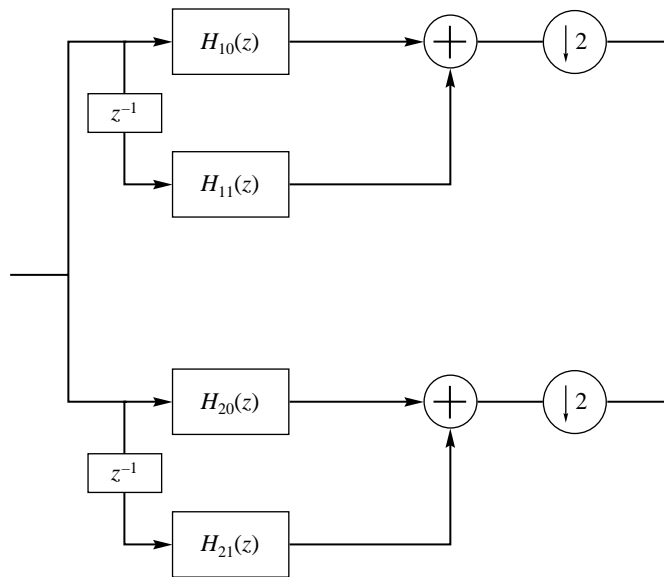 H₁₀(z)
↓ 2
z⁻¹
H₁₁(z)
H₂₀(z)
↓ 2
z⁻¹
H₂₁(z)